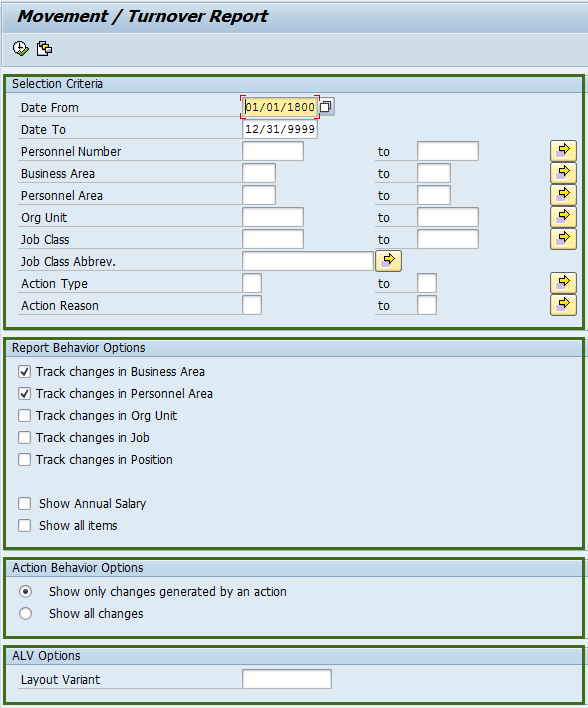 Movement / Turnover Report
Selection Criteria
Date From 01/01/1800
Date To 12/31/9999
Personnel Number to
Business Area to
Personnel Area to
Org Unit to
Job Class to
Job Class Abbrev.
Action Type to
Action Reason to
Report Behavior Options
Track changes in Business Area
Track changes in Personnel Area
Track changes in Org Unit
Track changes in Job
Track changes in Position
Show Annual Salary
Show all items
Action Behavior Options
Show only changes generated by an action
Show all changes
ALV Options
Layout Variant